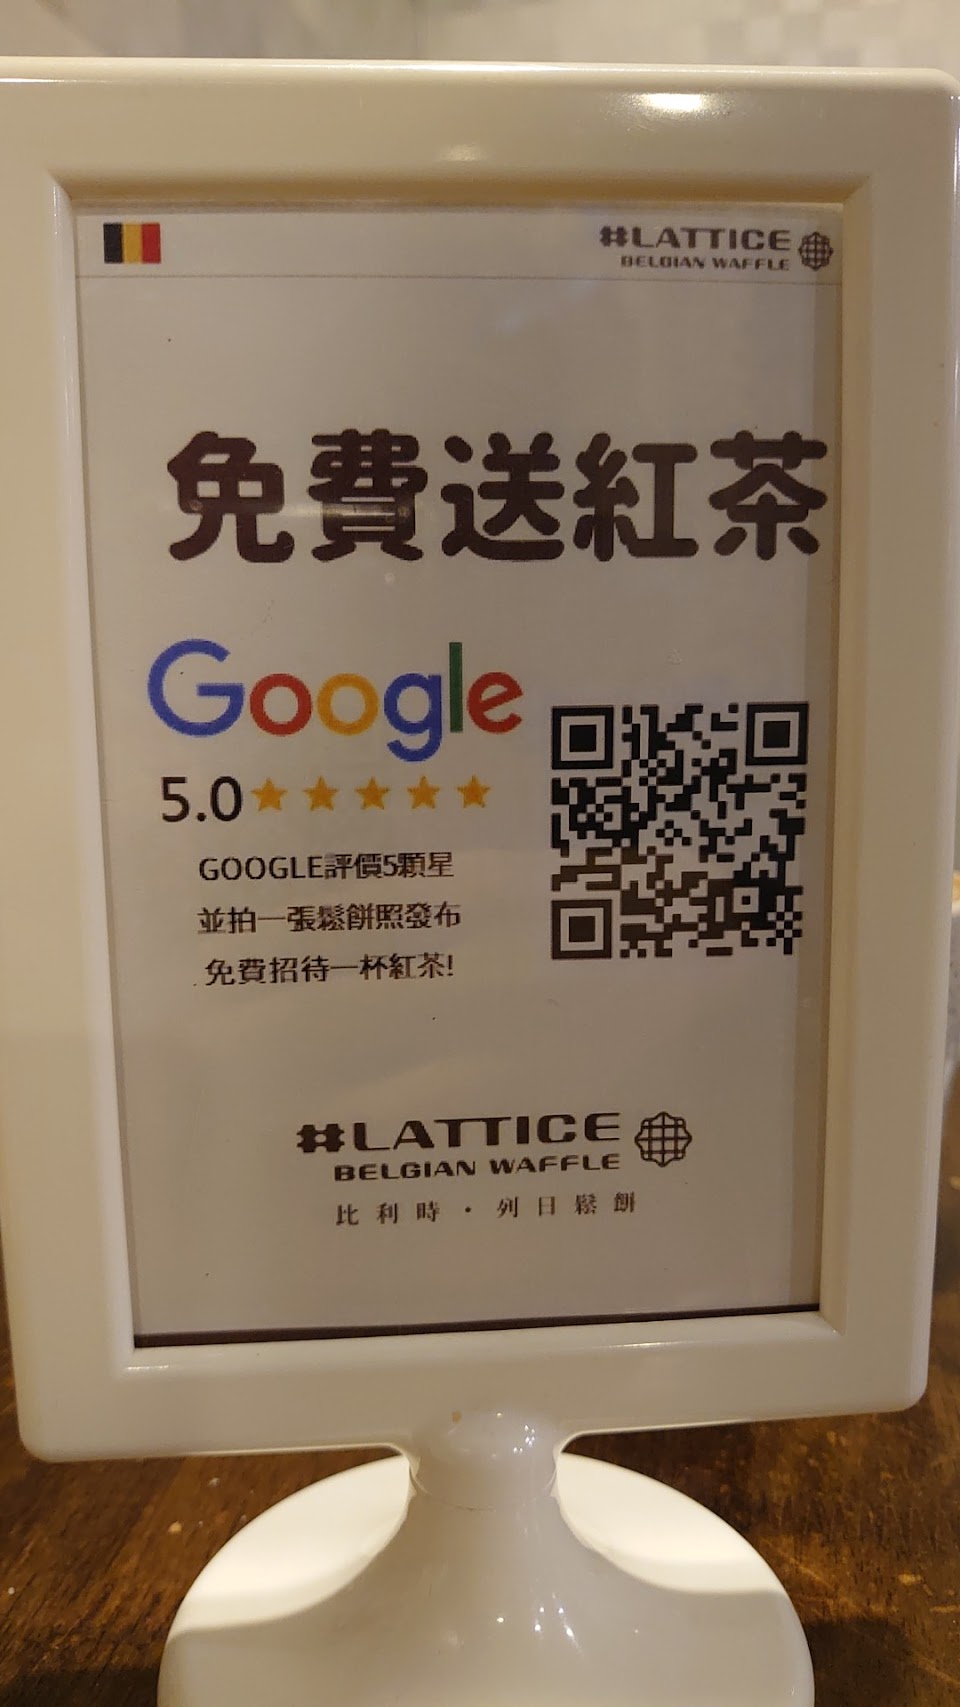 #LATTICE
BELGIAN WAFFLE
免費送紅茶
Google
5.0★★★★★
GOOGLE評價5顆星
並拍一張鬆餅照發布
免費招待一杯紅茶!
#LATTICE
BELGIAN WAFFLE
比利時・列日鬆餅